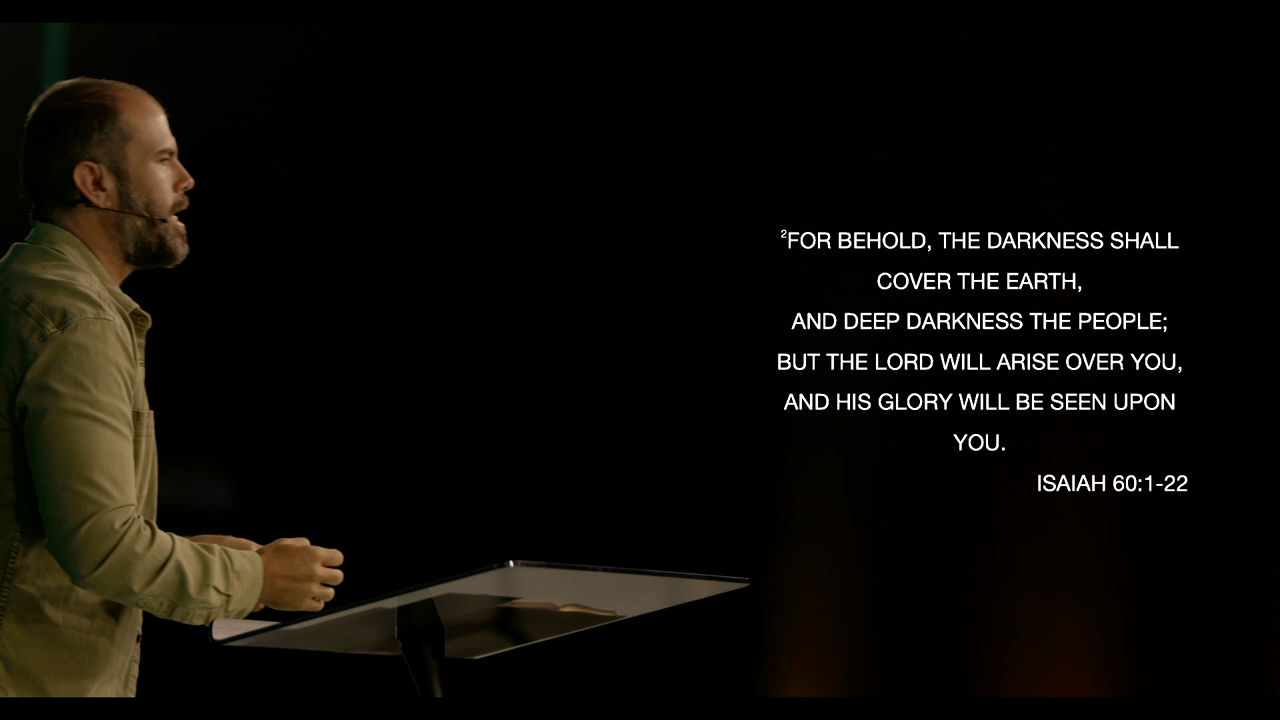 ²FOR BEHOLD, THE DARKNESS SHALL
COVER THE EARTH,
AND DEEP DARKNESS THE PEOPLE;
BUT THE LORD WILL ARISE OVER YOU,
AND HIS GLORY WILL BE SEEN UPON
YOU.
ISAIAH 60:1-22